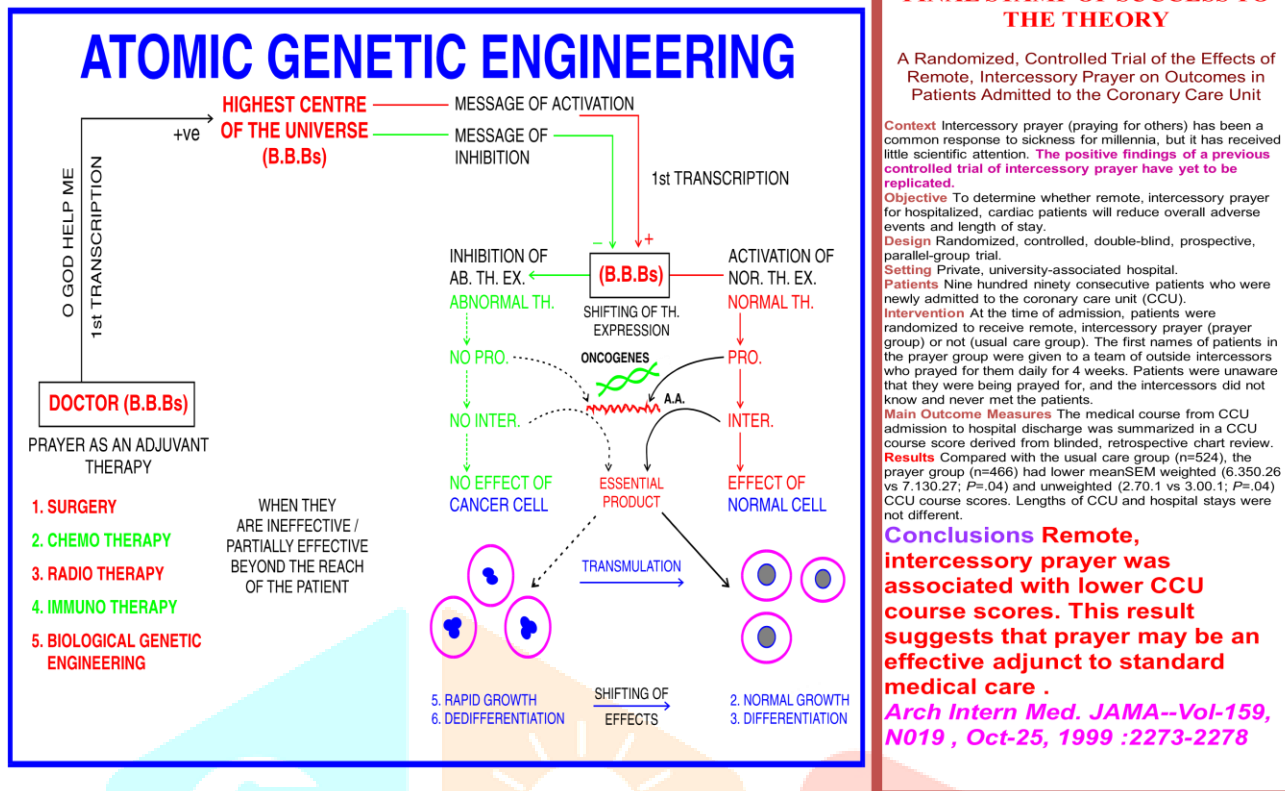 ATOMIC GENETIC ENGINEERING
HIGHEST CENTRE
OF THE UNIVERSE
(B.B.Bs)
+ve
MESSAGE OF ACTIVATION
MESSAGE OF
INHIBITION
1st TRANSCRIPTION
O GOD HELP ME
1st TRANSCRIPTION
– +
INHIBITION OF
AB. TH. EX.
(B.B.Bs)
ACTIVATION OF
NOR. TH. EX.
ABNORMAL TH.
SHIFTING OF TH.
EXPRESSION
NORMAL TH.
NO PRO.
ONCOGENES
PRO.
A.A.
NO INTER.
INTER.
NO EFFECT OF
CANCER CELL
ESSENTIAL
PRODUCT
EFFECT OF
NORMAL CELL
DOCTOR (B.B.Bs)
PRAYER AS AN ADJUVANT
THERAPY
1. SURGERY
2. CHEMO THERAPY
3. RADIO THERAPY
4. IMMUNO THERAPY
5. BIOLOGICAL GENETIC
ENGINEERING
WHEN THEY
ARE INEFFECTIVE /
PARTIALLY EFFECTIVE
BEYOND THE REACH
OF THE PATIENT
TRANSMULATION
5. RAPID GROWTH
6. DEDIFFERENTIATION
SHIFTING OF
EFFECTS
2. NORMAL GROWTH
3. DIFFERENTIATION
FINAL STAMP OF SUCCESS TO
THE THEORY
A Randomized, Controlled Trial of the Effects of
Remote, Intercessory Prayer on Outcomes in
Patients Admitted to the Coronary Care Unit
Context Intercessory prayer (praying for others) has been a
common response to sickness for millennia, but it has received
little scientific attention. The positive findings of a previous
controlled trial of intercessory prayer have yet to be
replicated.
Objective To determine whether remote, intercessory prayer
for hospitalized, cardiac patients will reduce overall adverse
events and length of stay.
Design Randomized, controlled, double-blind, prospective,
parallel-group trial.
Setting Private, university-associated hospital.
Patients Nine hundred ninety consecutive patients who were
newly admitted to the coronary care unit (CCU).
Intervention At the time of admission, patients were
randomized to receive remote, intercessory prayer (prayer
group) or not (usual care group). The first names of patients in
the prayer group were given to a team of outside intercessors
who prayed for them daily for 4 weeks. Patients were unaware
that they were being prayed for, and the intercessors did not
know and never met the patients.
Main Outcome Measures The medical course from CCU
admission to hospital discharge was summarized in a CCU
course score derived from blinded, retrospective chart review.
Results Compared with the usual care group (n=524), the
prayer group (n=466) had lower meanSEM weighted (6.350.26
vs 7.130.27; P=.04) and unweighted (2.70.1 vs 3.00.1; P=.04)
CCU course scores. Lengths of CCU and hospital stays were
not different.
Conclusions Remote,
intercessory prayer was
associated with lower CCU
course scores. This result
suggests that prayer may be an
effective adjunct to standard
medical care .
Arch Intern Med. JAMA--Vol-159,
N019 , Oct-25, 1999 :2273-2278